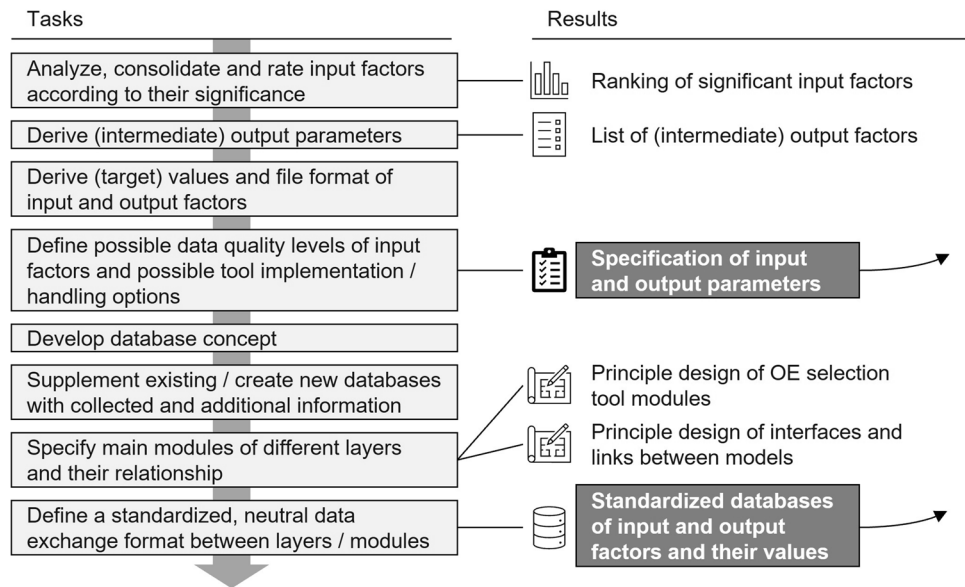 Tasks
Results
Analyze, consolidate and rate input factors
according to their significance
Ranking of significant input factors
Derive (intermediate) output parameters
List of (intermediate) output factors
Derive (target) values and file format of
input and output factors
Define possible data quality levels of input
factors and possible tool implementation /
handling options
Specification of input
and output parameters
Develop database concept
Supplement existing / create new databases
with collected and additional information
Principle design of OE selection
tool modules
Specify main modules of different layers
and their relationship
Principle design of interfaces and
links between models
Define a standardized, neutral data
exchange format between layers / modules
Standardized databases
of input and output
factors and their values